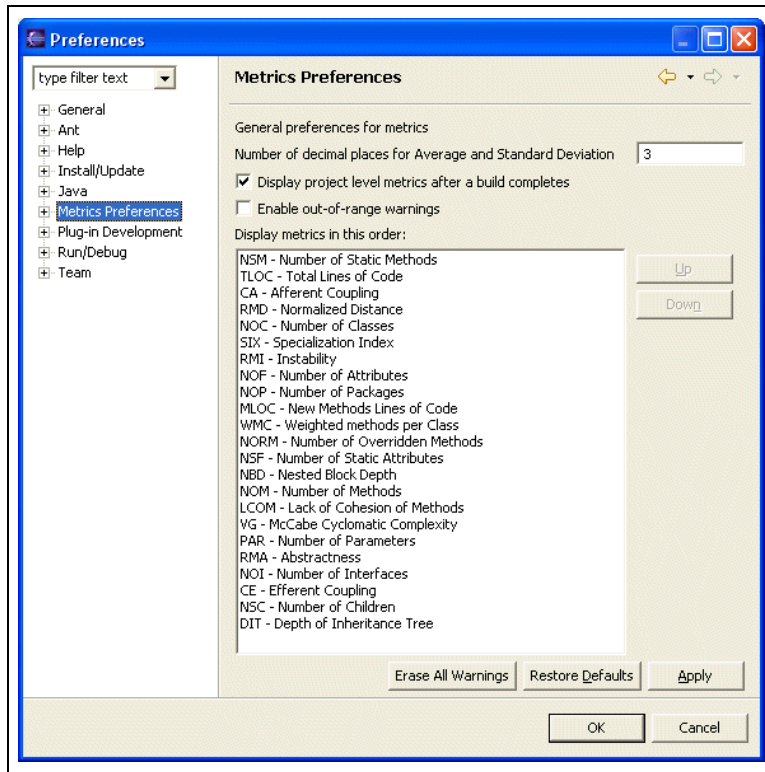 Preferences
type filter text
General
Ant
Help
Install/Update
Java
Metrics Preferences
Plug-in Development
Run/Debug
Team
Metrics Preferences
General preferences for metrics
Number of decimal places for Average and Standard Deviation 3
Display project level metrics after a build completes
Enable out-of-range warnings
Display metrics in this order:
NSM - Number of Static Methods
TLOC - Total Lines of Code
CA - Afferent Coupling
RMD - Normalized Distance
NOC - Number of Classes
SIX - Specialization Index
RMI - Instability
NOF - Number of Attributes
NOP - Number of Packages
MLOC - New Methods Lines of Code
WMC - Weighted methods per Class
NORM - Number of Overridden Methods
NSF - Number of Static Attributes
NBD - Nested Block Depth
NOM - Number of Methods
LCOM - Lack of Cohesion of Methods
VG - McCabe Cyclomatic Complexity
PAR - Number of Parameters
RMA - Abstractness
NOI - Number of Interfaces
CE - Efferent Coupling
NSC - Number of Children
DIT - Depth of Inheritance Tree
Up
Down
Erase All Warnings Restore Defaults Apply
OK Cancel